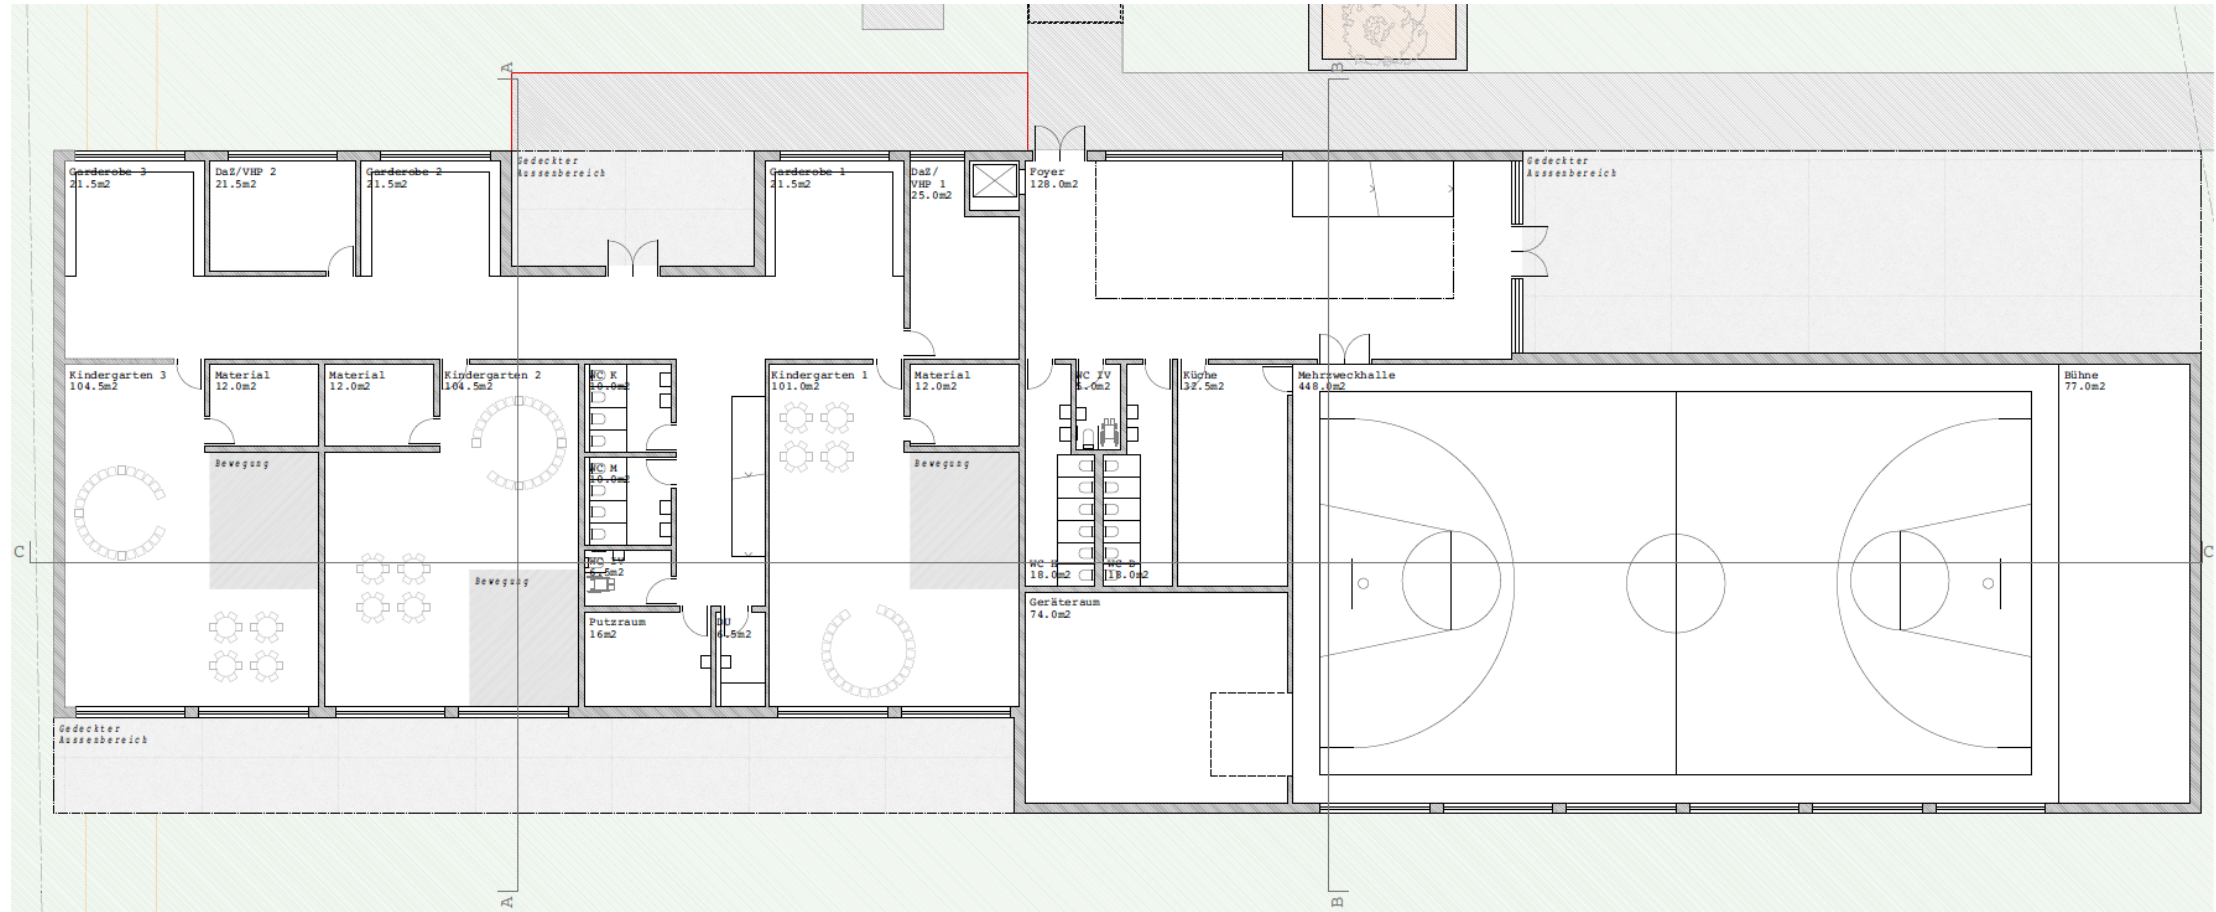 A
B
Gedeckter
Aussenbereich
Gedeckter
Aussenbereich
Garderobe 3
21.5m2
DaZ/VHP 2
21.5m2
Garderobe 2
21.5m2
Garderobe 1
21.5m2
DaZ/
VHP 1
25.0m2
Foyer
128.0m2
Kindergarten 3
104.5m2
Material
12.0m2
Material
12.0m2
Kindergarten 2
104.5m2
WC K
10.0m2
Kindergarten 1
101.0m2
Material
12.0m2
WC IV
5.0m2
Küche
32.5m2
Mehrzweckhalle
448.0m2
Bühne
77.0m2
Bewegung
WC M
10.0m2
Bewegung
C
C
WC IV
6.5m2
Bewegung
WC H
18.0m2
WC D
18.0m2
Geräteraum
74.0m2
Putzraum
16m2
DU
6.5m2
Gedeckter
Aussenbereich
A
B